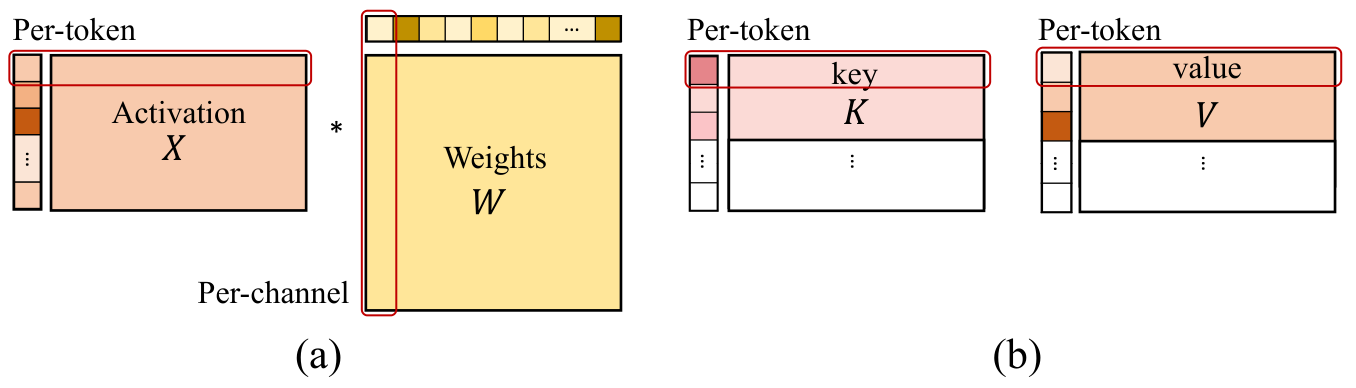 Per-token
Activation
X
...
*
...
Weights
W
Per-channel
(a)
Per-token
key
K
...
...
Per-token
value
V
...
...
(b)